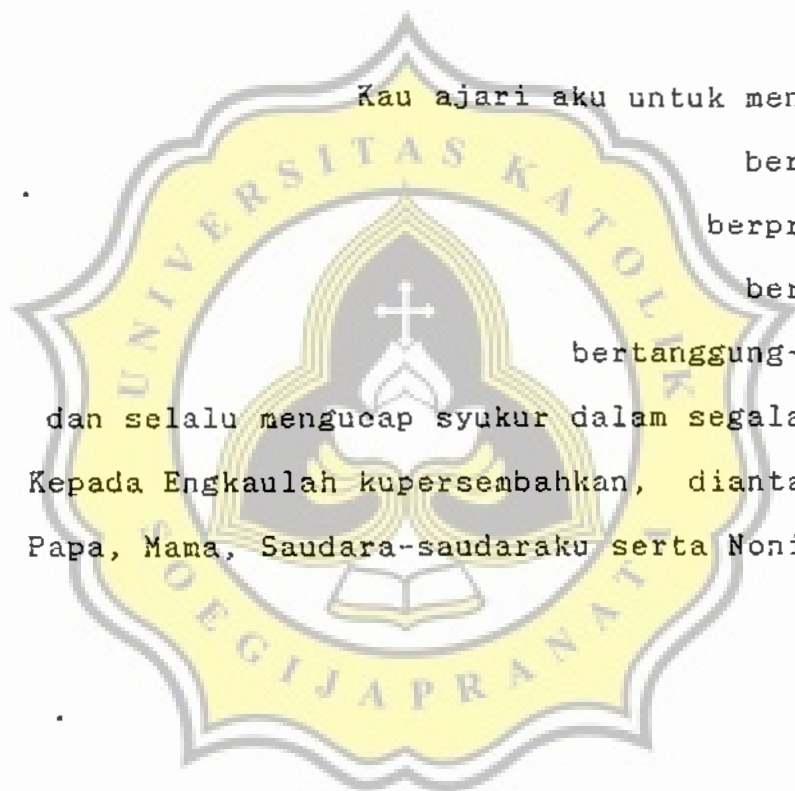 Kau ajari aku untuk men
ber
berpr
ber
bertanggung-
dan selalu mengucap syukur dalam segala
Kepada Engkaulah kupersembahkan, dianta
Papa, Mama, Saudara-saudaraku serta Noni
UNIVERSITAS KATOLIK
SOEGIJAPRANATA